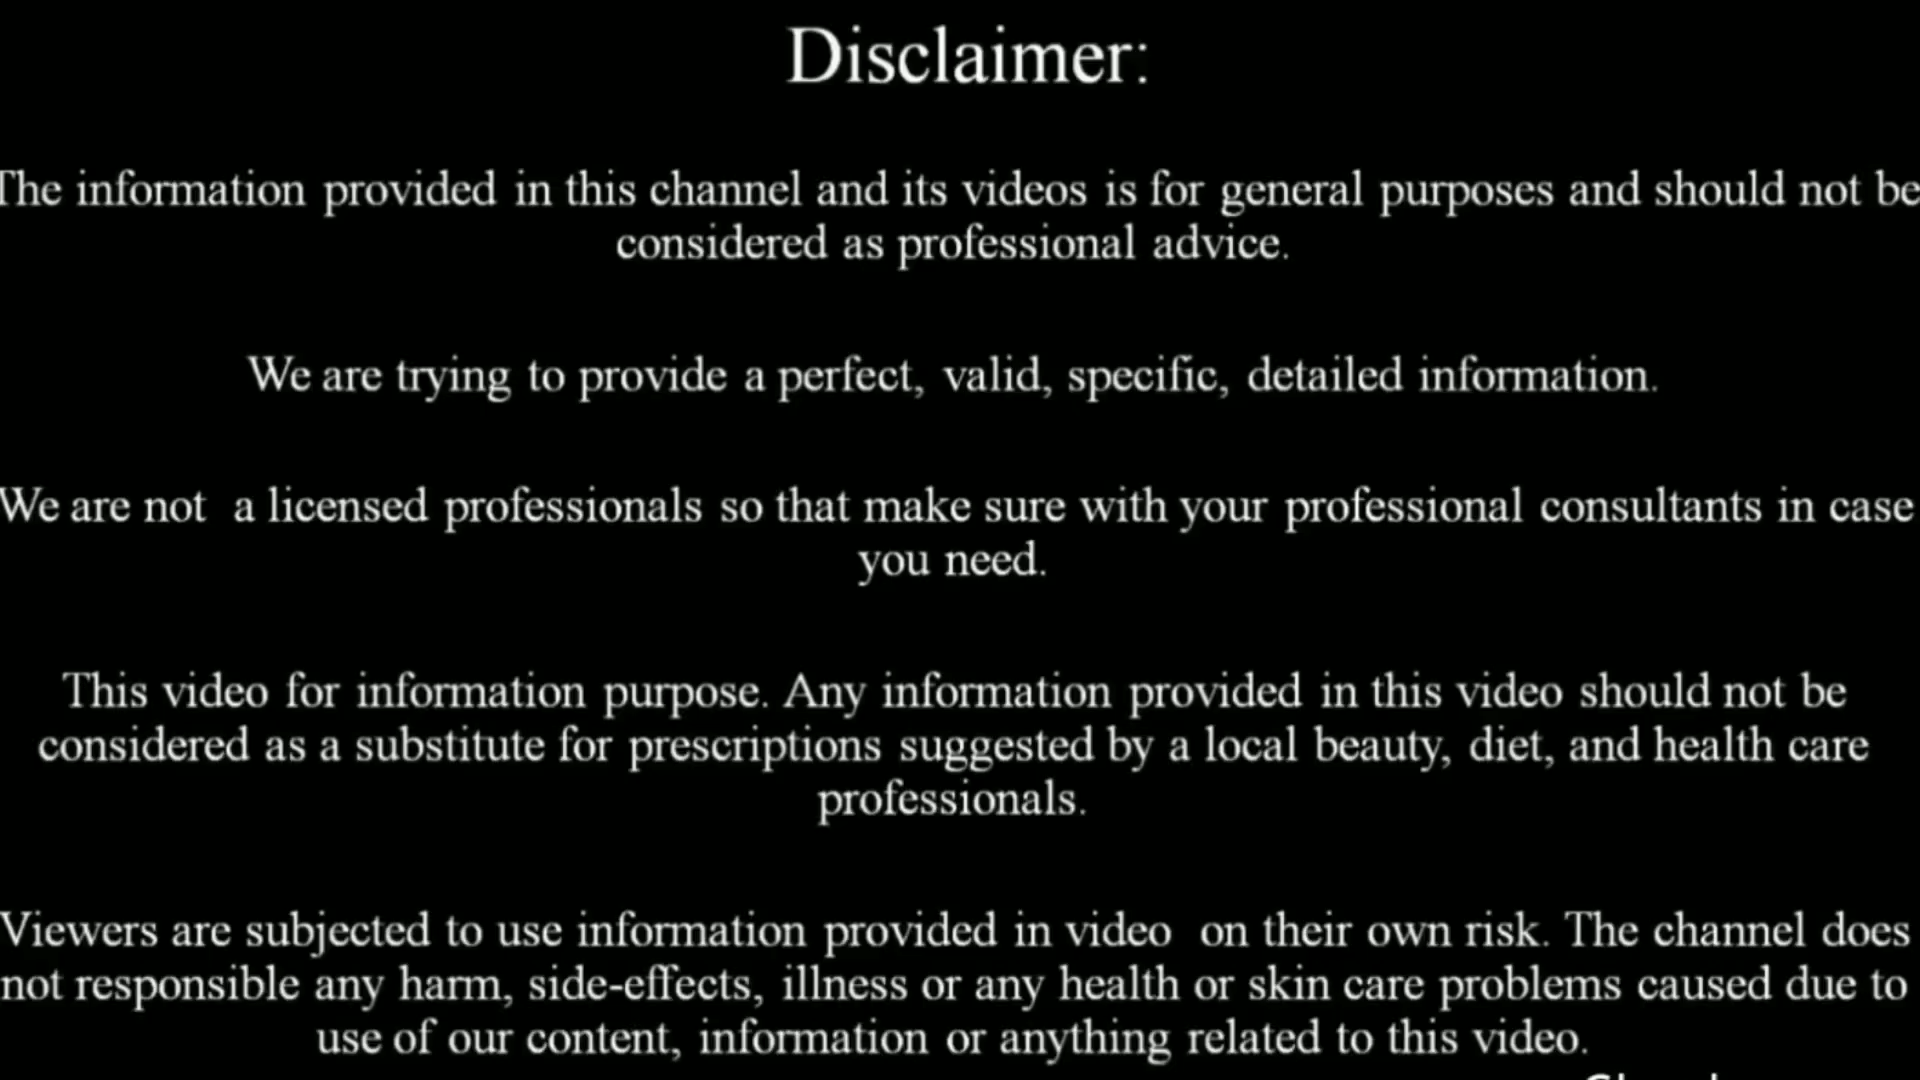 Disclaimer:
The information provided in this channel and its videos is for general purposes and should not be
considered as professional advice.
We are trying to provide a perfect, valid, specific, detailed information.
We are not a licensed professionals so that make sure with your professional consultants in case
you need.
This video for information purpose. Any information provided in this video should not be
considered as a substitute for prescriptions suggested by a local beauty, diet, and health care
professionals.
Viewers are subjected to use information provided in video on their own risk. The channel does
not responsible any harm, side-effects, illness or any health or skin care problems caused due to
use of our content, information or anything related to this video.